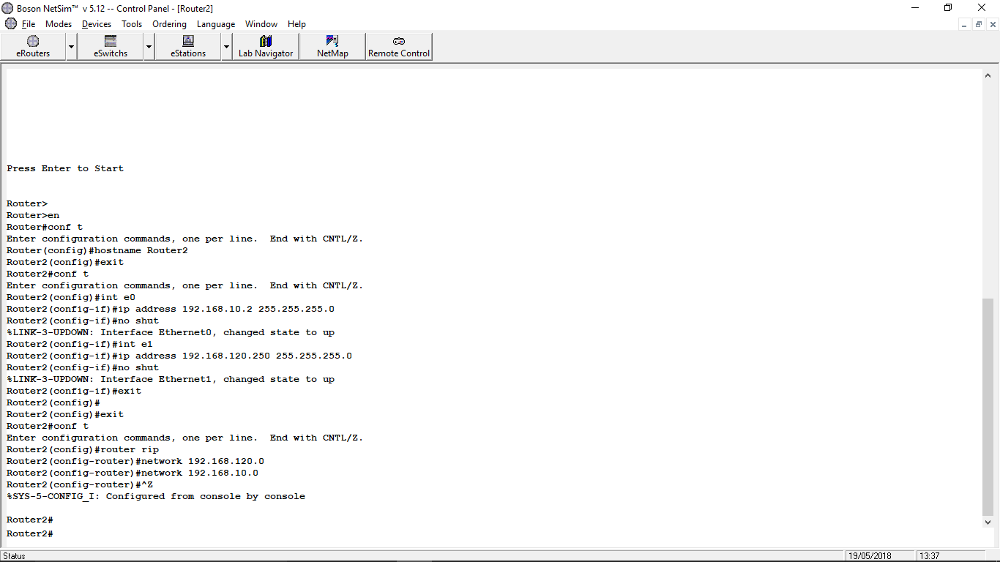 Boson NetSim™ v 5.12 -- Control Panel - [Router2]
File Modes Devices Tools Ordering Language Window Help
eRouters eSwitchs eStations Lab Navigator NetMap Remote Control
Press Enter to Start
Router>
Router>en
Router#conf t
Enter configuration commands, one per line.  End with CNTL/Z.
Router(config)#hostname Router2
Router2(config)#exit
Router2#conf t
Enter configuration commands, one per line.  End with CNTL/Z.
Router2(config)#int e0
Router2(config-if)#ip address 192.168.10.2 255.255.255.0
Router2(config-if)#no shut
%LINK-3-UPDOWN: Interface Ethernet0, changed state to up
Router2(config-if)#int e1
Router2(config-if)#ip address 192.168.120.250 255.255.255.0
Router2(config-if)#no shut
%LINK-3-UPDOWN: Interface Ethernet1, changed state to up
Router2(config-if)#exit
Router2(config)#
Router2(config)#exit
Router2#conf t
Enter configuration commands, one per line.  End with CNTL/Z.
Router2(config)#router rip
Router2(config-router)#network 192.168.120.0
Router2(config-router)#network 192.168.10.0
Router2(config-router)#^Z
%SYS-5-CONFIG_I: Configured from console by console
Router2#
Router2#
Status 19/05/2018 13:37